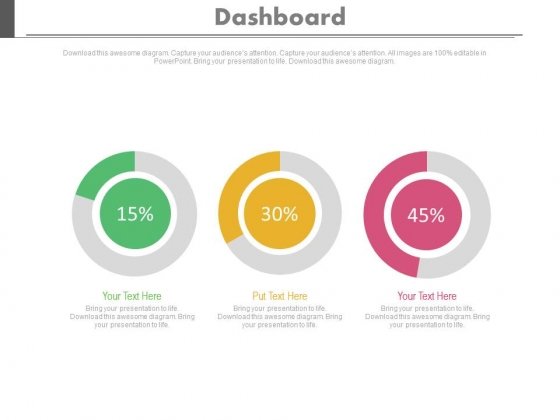 Dashboard
Download this awesome diagram. Capture your audience's attention. Capture your audience's attention. All images are 100% editable in
PowerPoint. Bring your presentation to life. Download this awesome diagram.
15%
30%
45%
Your Text Here
Put Text Here
Your Text Here
Bring your presentation to life.
Download this awesome diagram. Bring
your presentation to life.
Bring your presentation to life.
Download this awesome diagram. Bring
your presentation to life.
Bring your presentation to life.
Download this awesome diagram. Bring
your presentation to life.